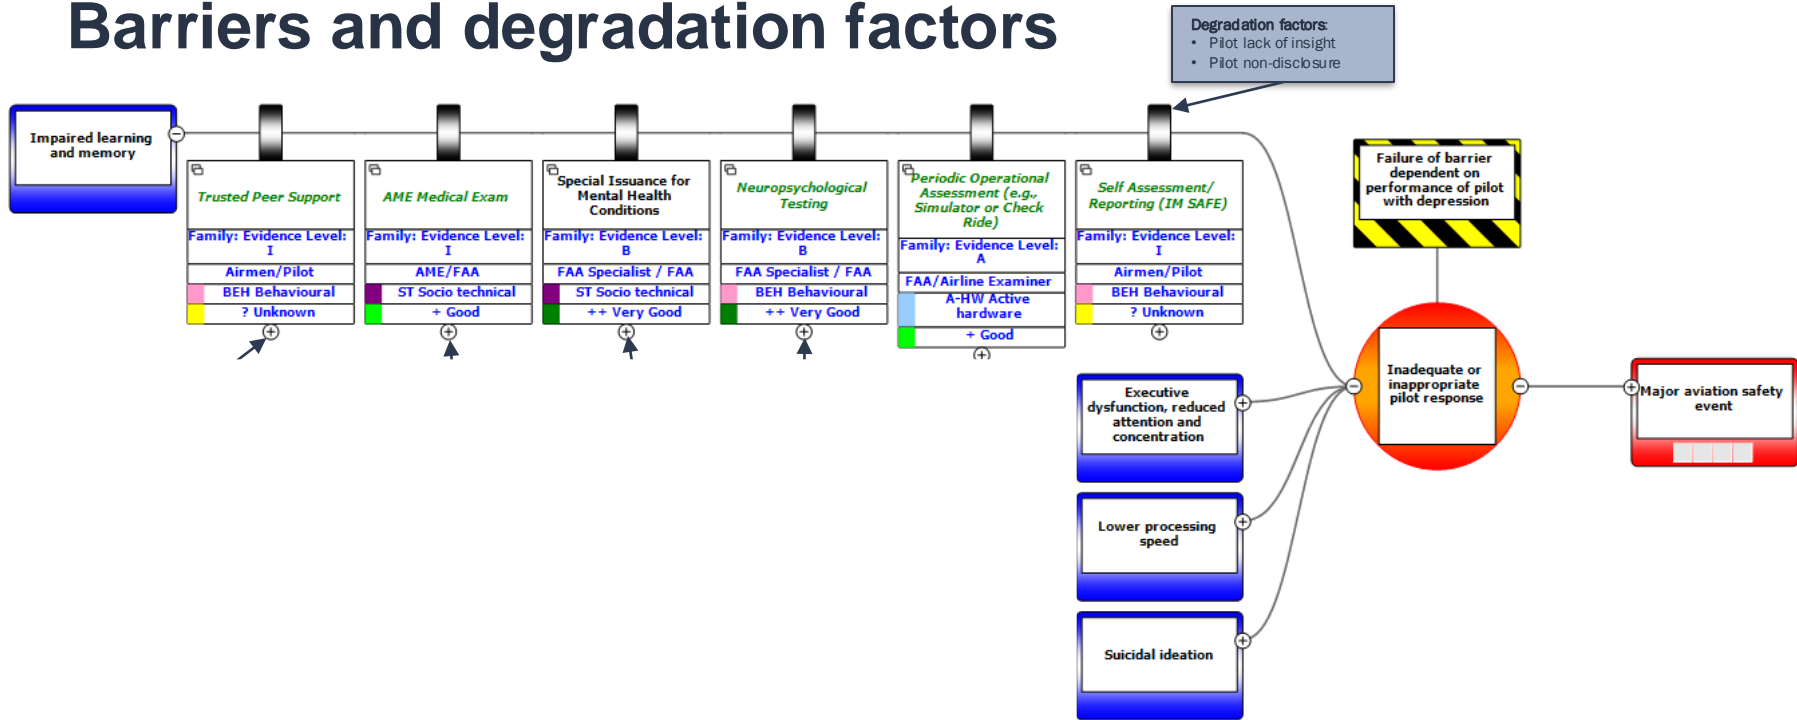 Barriers and degradation factors
Degradation factors:
• Pilot lack of insight
• Pilot non-disclosure
Impaired learning
and memory
Trusted Peer Support
Family: Evidence Level:
I
Airmen/Pilot
BEH Behavioural
? Unknown
AME Medical Exam
Family: Evidence Level:
I
AME/FAA
ST Socio technical
+ Good
Special Issuance for
Mental Health
Conditions
Family: Evidence Level:
B
FAA Specialist / FAA
ST Socio technical
++ Very Good
Neuropsychological
Testing
Family: Evidence Level:
B
FAA Specialist / FAA
BEH Behavioural
++ Very Good
Periodic Operational
Assessment (e.g.,
Simulator or Check
Ride)
Family: Evidence Level:
A
FAA/Airline Examiner
A-HW Active
hardware
+ Good
Self Assessment/
Reporting (IM SAFE)
Family: Evidence Level:
I
Airmen/Pilot
BEH Behavioural
? Unknown
Failure of barrier
dependent on
performance of pilot
with depression
Inadequate or
inappropriate
pilot response
Major aviation safety
event
Executive
dysfunction, reduced
attention and
concentration
Lower processing
speed
Suicidal ideation